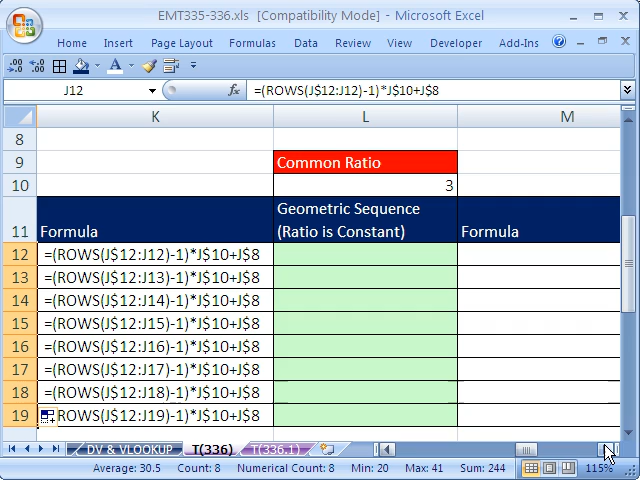 EMT335-336.xls [Compatibility Mode] - Microsoft Excel
Home Insert Formulas Data Review View Developer Add-Ins
J12 fx =(ROWS(J$12:J12)-1)*J$10+J$8
K L M
8
9 Common Ratio
10 3
Geometric Sequence
11 Formula (Ratio is Constant) Formula
12 =(ROWS(J$12:J12)-1)*J$10+J$8
13 =(ROWS(J$12:J13)-1)*J$10+J$8
14 =(ROWS(J$12:J14)-1)*J$10+J$8
15 =(ROWS(J$12:J15)-1)*J$10+J$8
16 =(ROWS(J$12:J16)-1)*J$10+J$8
17 =(ROWS(J$12:J17)-1)*J$10+J$8
18 =(ROWS(J$12:J18)-1)*J$10+J$8
19 ROWS(J$12:J19)-1)*J$10+J$8
DV & VLOOKUP T(336) T(336,1)
Average: 30.5 Count: 8 Numerical Count: 8 Min: 20 Max: 41 Sum: 244 115%